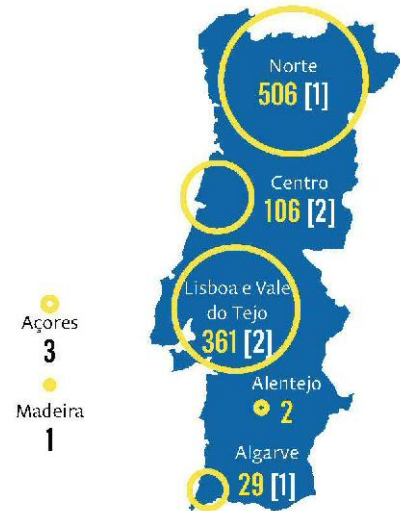 Norte
506 [1]
Centro
106 [2]
Lisboa e Vale
do Tejo
361 [2]
Açores
3
Alentejo
2
Madeira
1
Algarve
29 [1]